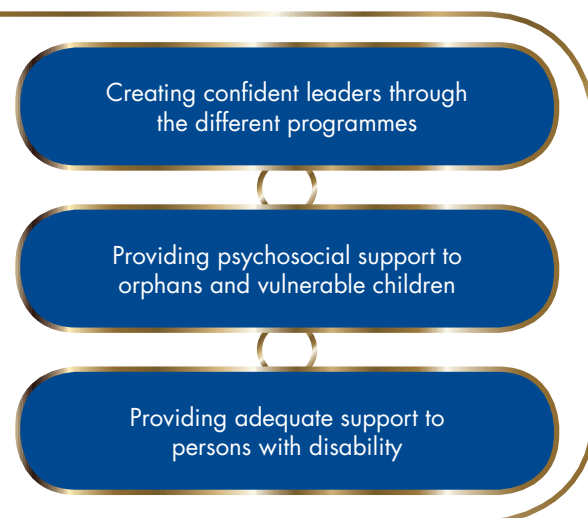 Creating confident leaders through
the different programmes
Providing psychosocial support to
orphans and vulnerable children
Providing adequate support to
persons with disability